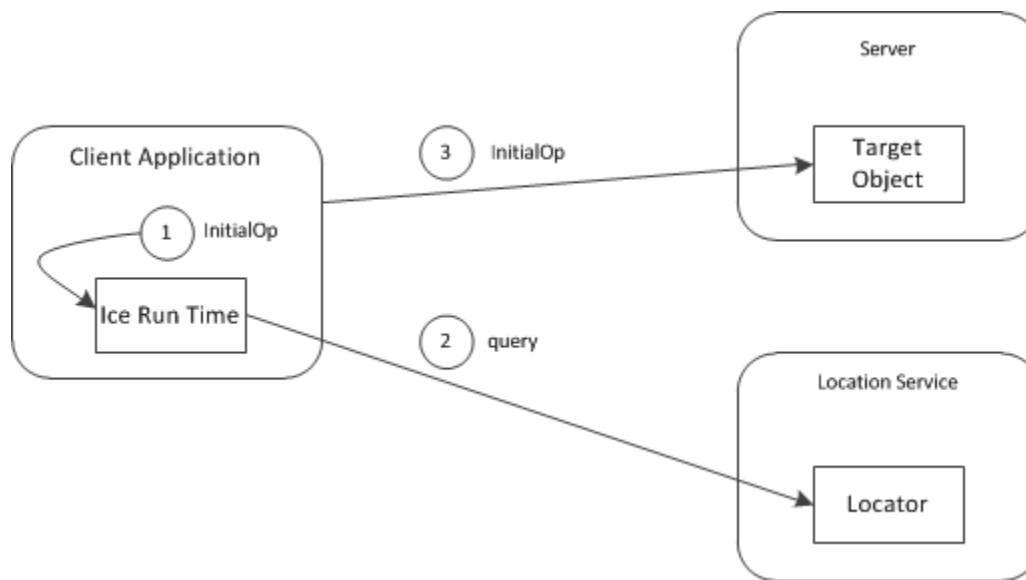 Server
Client Application
3 InitialOp
Target
Object
1 InitialOp
Ice Run Time
2 query
Location Service
Locator